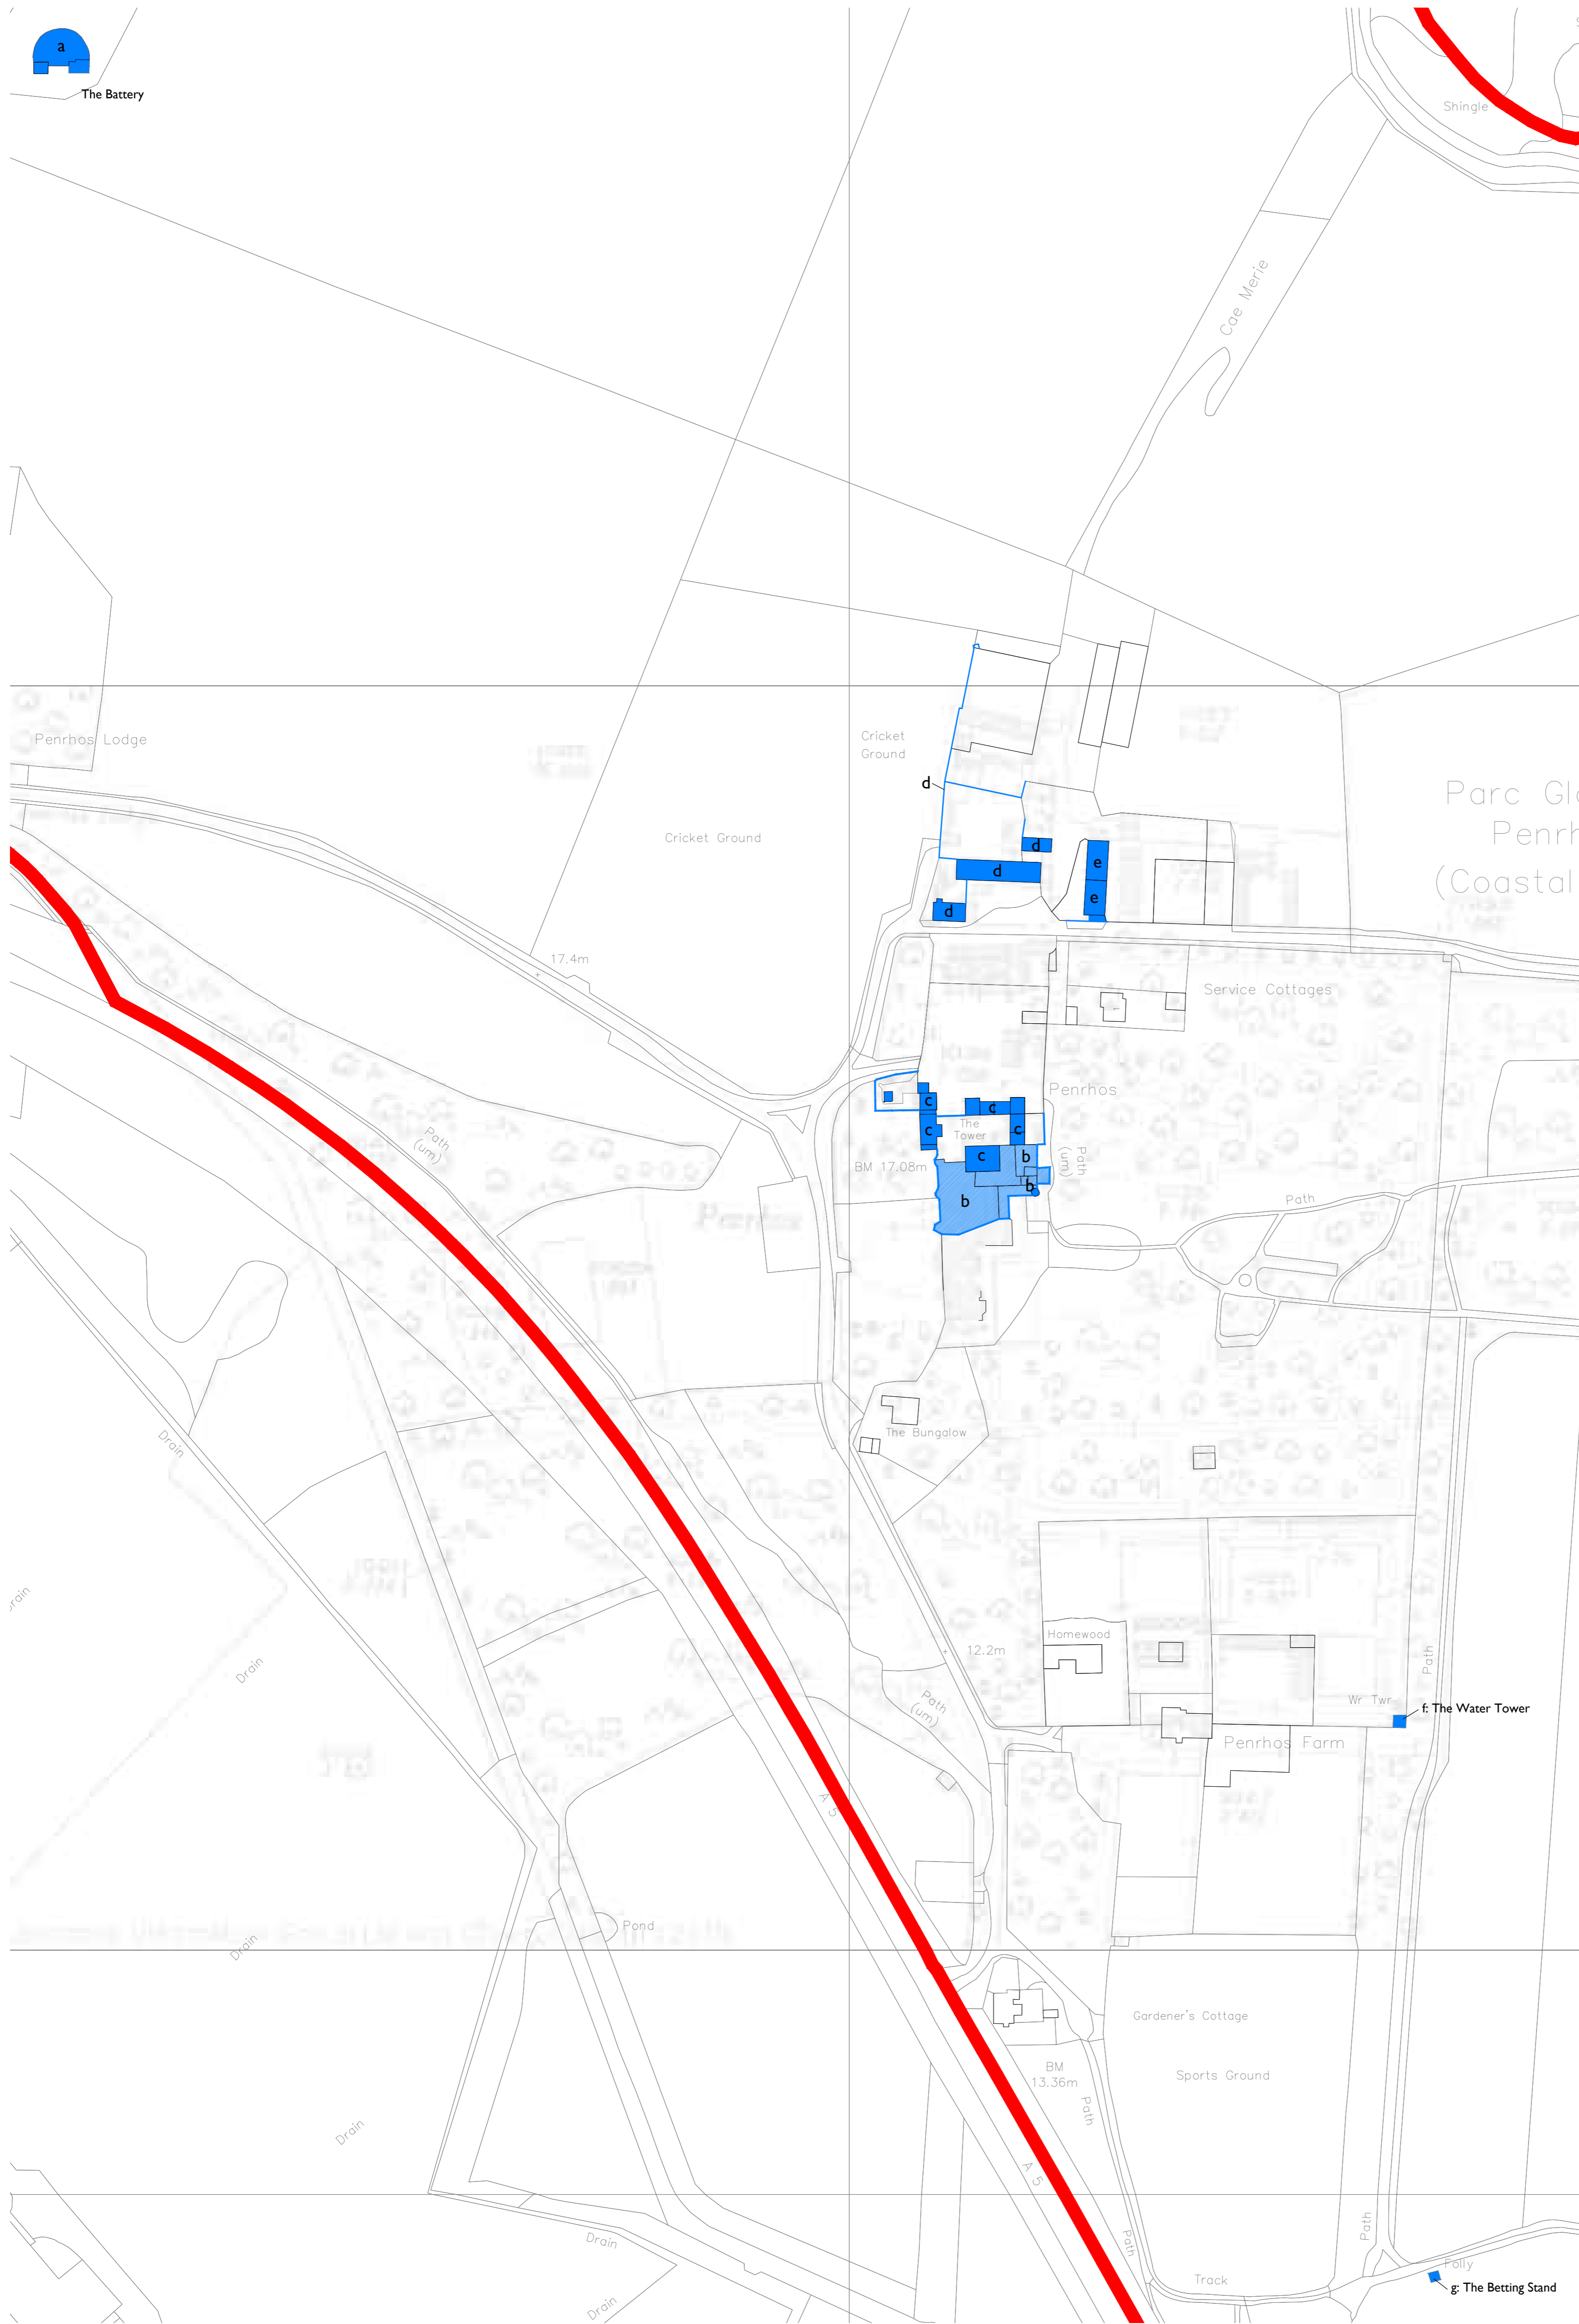 a
The Battery
Shingle
Cae Merie
Penrhos Lodge
Cricket
Ground
Parc
Cricket Ground
(Coastal
d
d
d
d
e
e
17.4m
Service Cottages
Penrhos
c
c
c
c
The
Tower
c
b
b
b
BM 17.08m
Path
(um)
Path
(um)
Path
The Bungalow
Drain
Drain
Homewood
12.2m
Path
(um)
Path
Wr Twr
f: The Water Tower
Penrhos Farm
A 5
Pond
Drain
Gardener's Cottage
BM
13.36m
Sports Ground
Path
Drain
A 5
Path
Path
Drain
Folly
Track
g: The Betting Stand
Drain